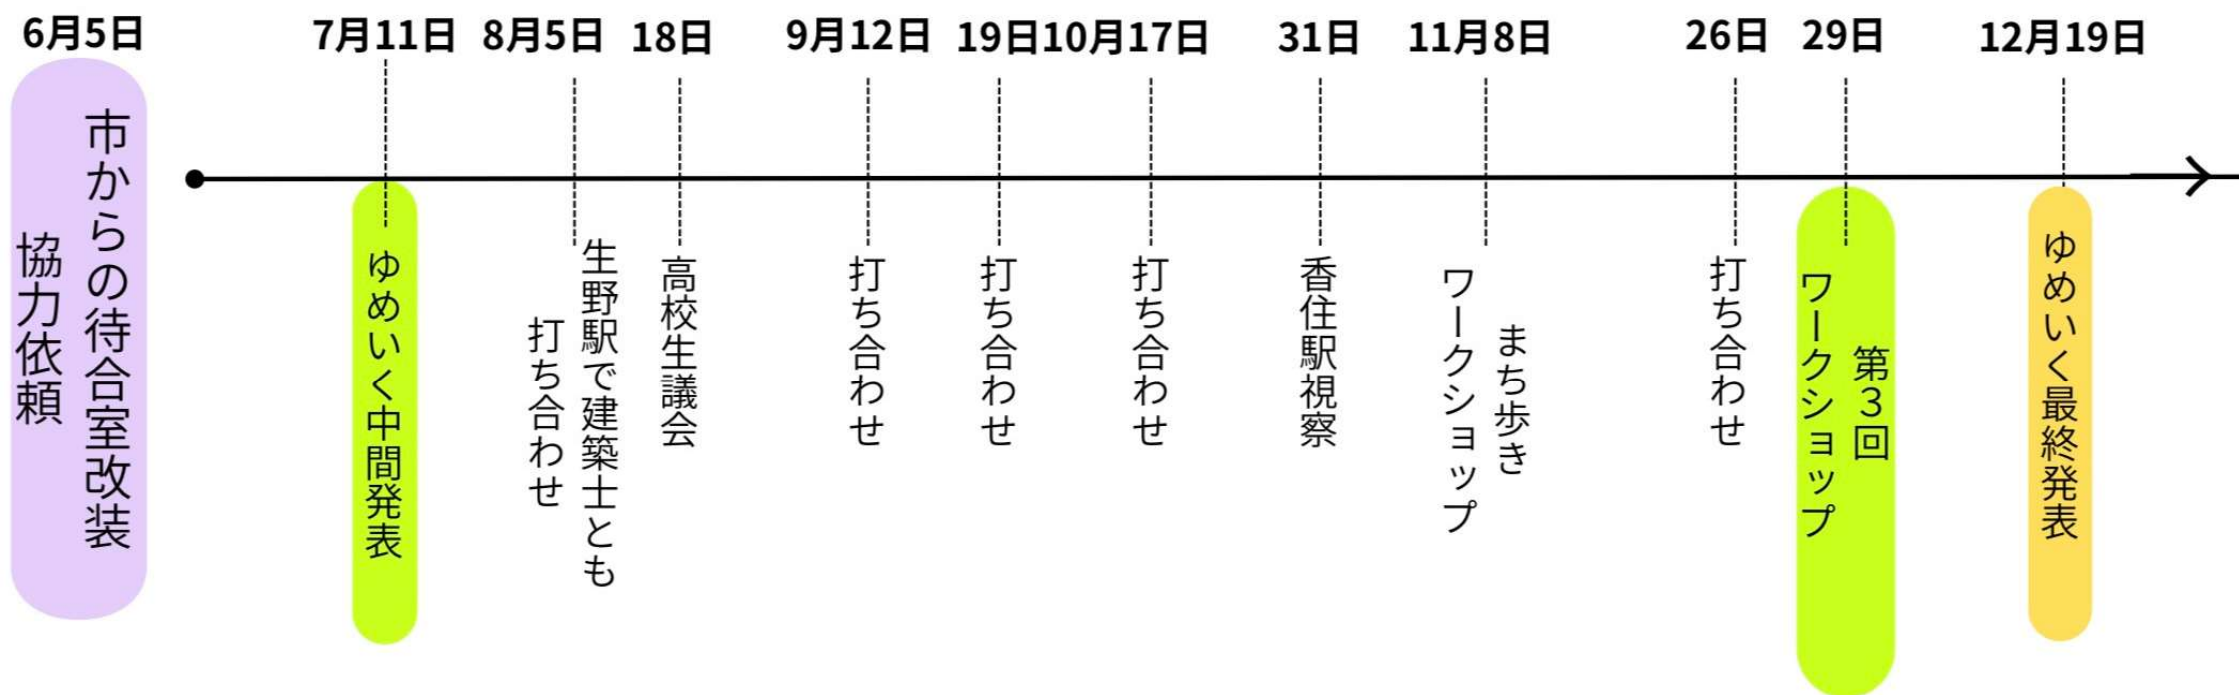 6月5日
7月11日
8月5日
18日
9月12日
19日
10月17日
31日
11月8日
26日
29日
12月19日
市からの待合室改装
協力依頼
ゆめいく中間発表
生野駅で建築士とも
打ち合わせ
高校生議会
打ち合わせ
打ち合わせ
打ち合わせ
香住駅視察
まち歩き
ワークショップ
打ち合わせ
第３回
ワークショップ
ゆめいく最終発表